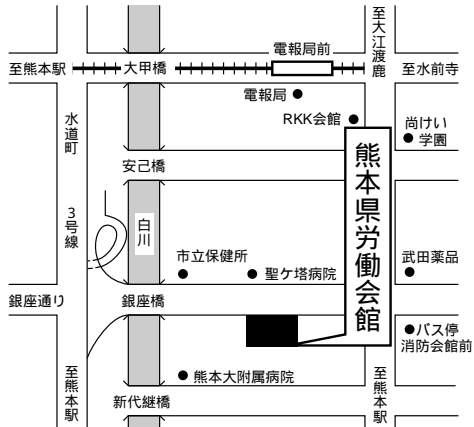 至大江渡鹿
電報局前
至熊本駅
大甲橋
至水前寺
電報局
RKK会館
水道町
尚けい
学園
安己橋
熊本県労働会館
3号線
白川
市立保健所
聖ケ塔病院
武田薬品
銀座通り
銀座橋
バス停
消防会館前
至熊本駅
熊本大附属病院
至熊本駅
新代継橋